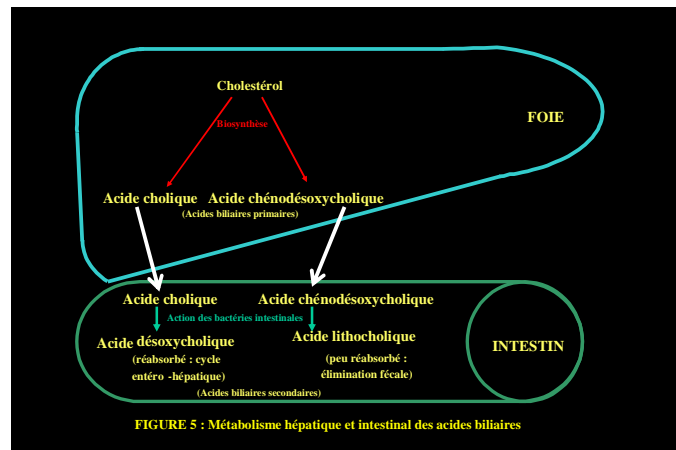 Cholestérol
FOIE
Biosynthèse
Acide cholique Acide chénodésoxycholique
(Acides biliaires primaires)
Acide cholique Acide chénodésoxycholique
Action des bactéries intestinales
Acide désoxycholique
(réabsorbé : cycle
entéro -hépatique)
Acide lithocholique
(peu réabsorbé :
élimination fécale)
INTESTIN
(Acides biliaires secondaires)
FIGURE 5 : Métabolisme hépatique et intestinal des acides biliaires